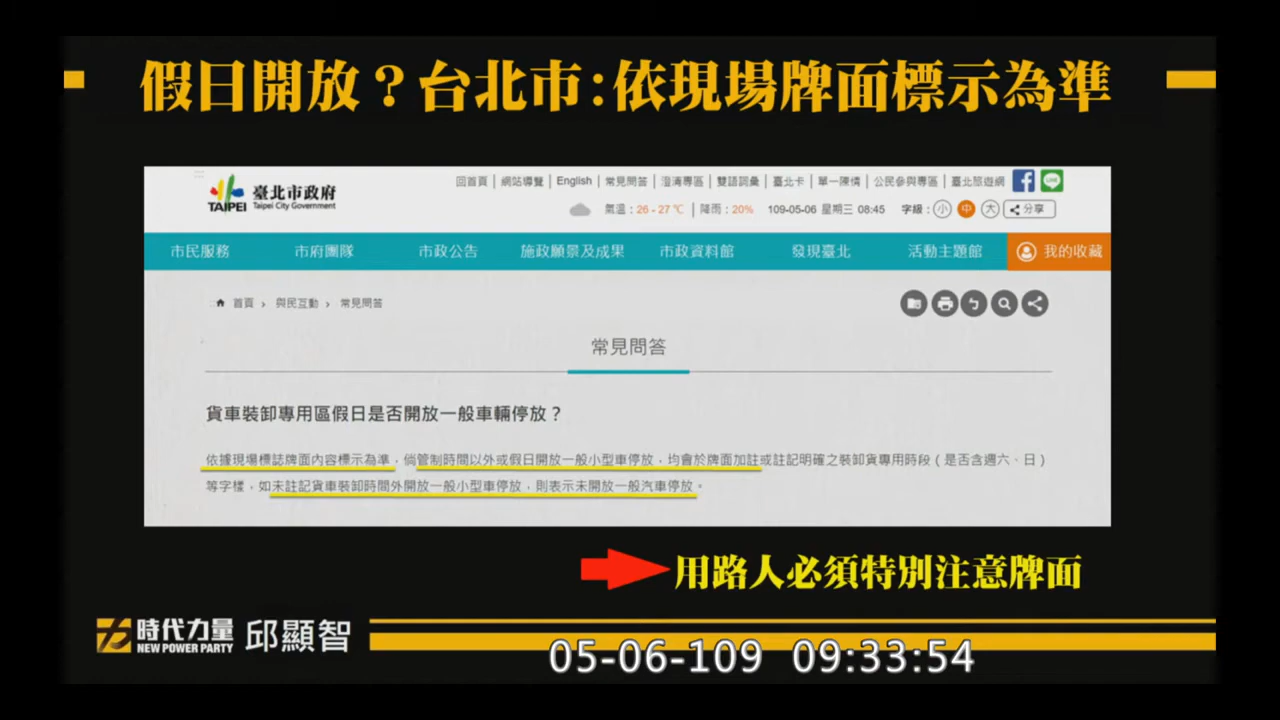 假日開放？台北市：依現場牌面標示為準
臺北市政府
TAIPEI Taipei City Government
回首頁 | 網站導覽 | English | 常見問答 | 澄清專區 | 雙語詞彙 | 臺北卡 | 單一陳情 | 公民參與專區 | 臺北旅遊網
氣溫：26 - 27 ℃ | 降雨：20% 109-05-06 星期三 08:45 字級：小 中 大 分享
市民服務 市府團隊 市政公告 施政願景及成果 市政資料館 發現臺北 活動主題館 我的收藏
首頁 › 與民互動 › 常見問答
常見問答
貨車裝卸專用區假日是否開放一般車輛停放？
依據現場標誌牌面內容標示為準，倘管制時間以外或假日開放一般小型車停放，均會於牌面加註或註記明確之裝卸貨專用時段（是否含週六、日）
等字樣，如未註記貨車裝卸時間外開放一般小型車停放，則表示未開放一般汽車停放。
用路人必須特別注意牌面
時代力量 邱顯智
NEW POWER PARTY
05-06-109 09:33:54